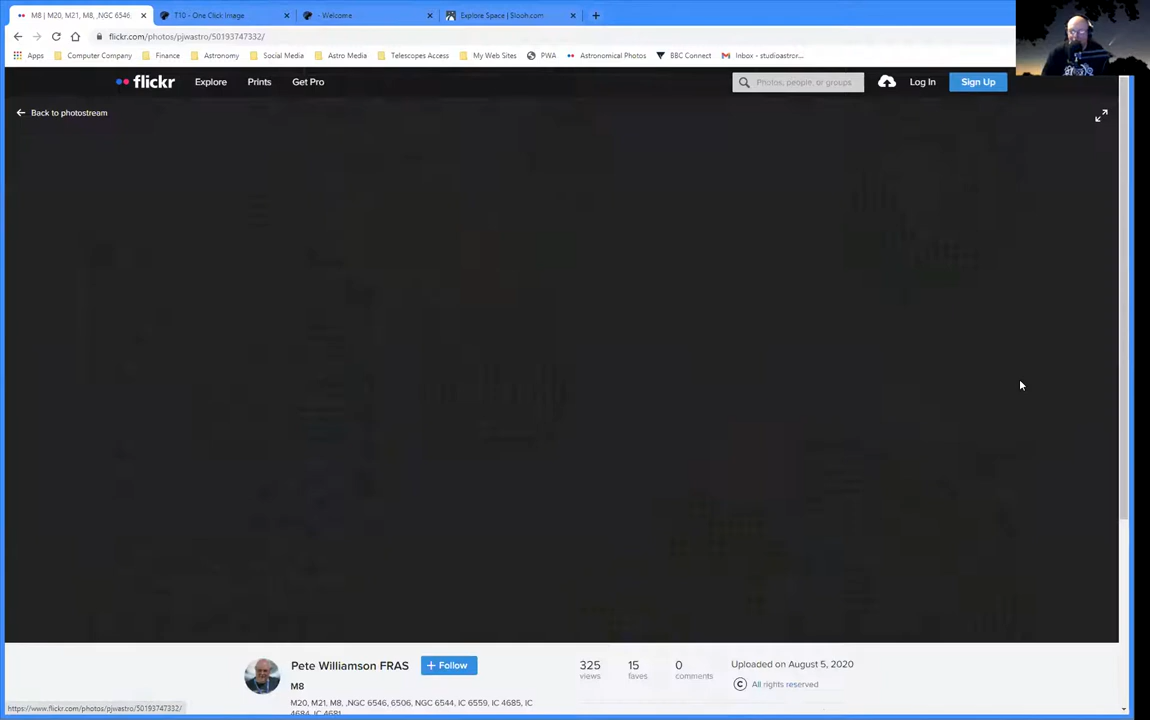 M8 | M20, M21, M8, ,NGC 6546
T10 - One Click Image
- Welcome
Explore Space | Slooh.com
flickr.com/photos/pjwastro/50193747332/
Apps
Computer Company
Finance
Astronomy
Social Media
Astro Media
Telescopes Access
My Web Sites
PWA
Astronomical Photos
BBC Connect
Inbox - studioastror...
flickr
Explore
Prints
Get Pro
Photos, people, or groups
Log In
Sign Up
Back to photostream
Pete Williamson FRAS
+ Follow
M8
M20, M21, M8, ,NGC 6546, 6506, NGC 6544, IC 6559, IC 4685, IC
4684, IC 4681
325
views
15
faves
0
comments
Uploaded on August 5, 2020
All rights reserved
https://www.flickr.com/photos/pjwastro/50193747332/